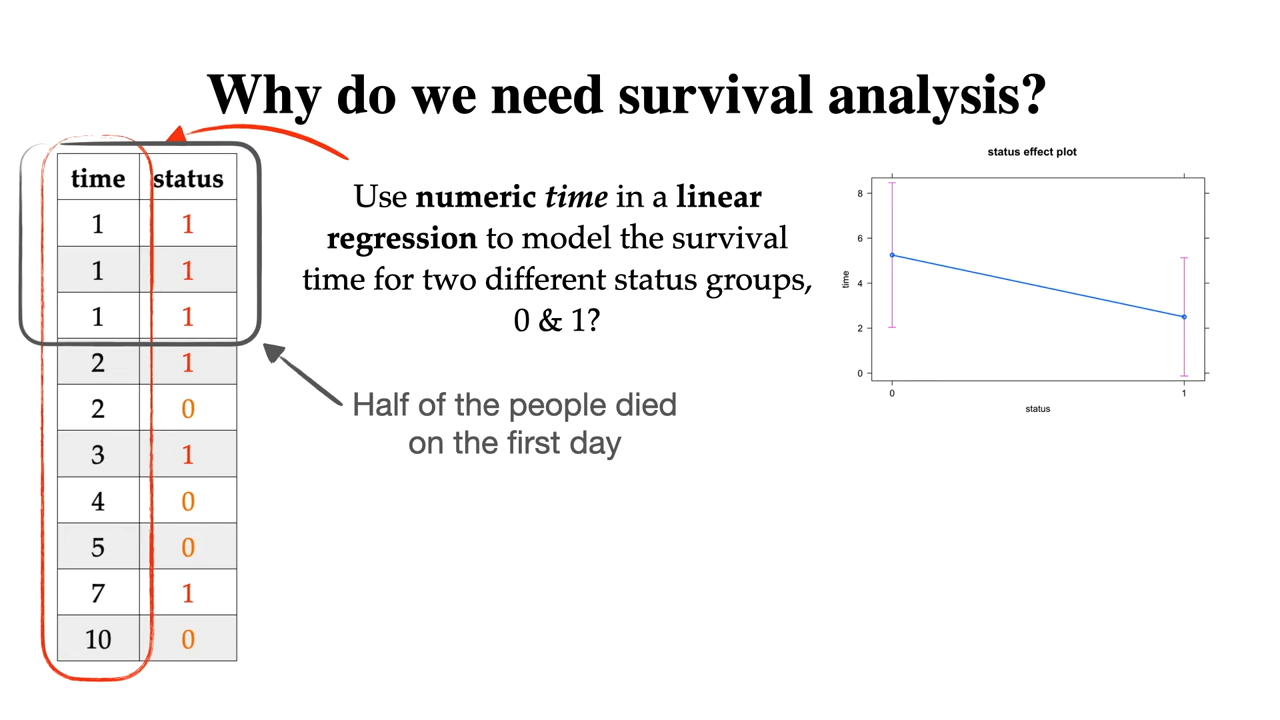 Why do we need survival analysis?
time status
1 1
1 1
1 1
2 1
2 0
3 1
4 0
5 0
7 1
10 0
Use numeric time in a linear
regression to model the survival
time for two different status groups,
0 & 1?
Half of the people died
on the first day
status effect plot
8
6
4
2
0
time
0 1
status